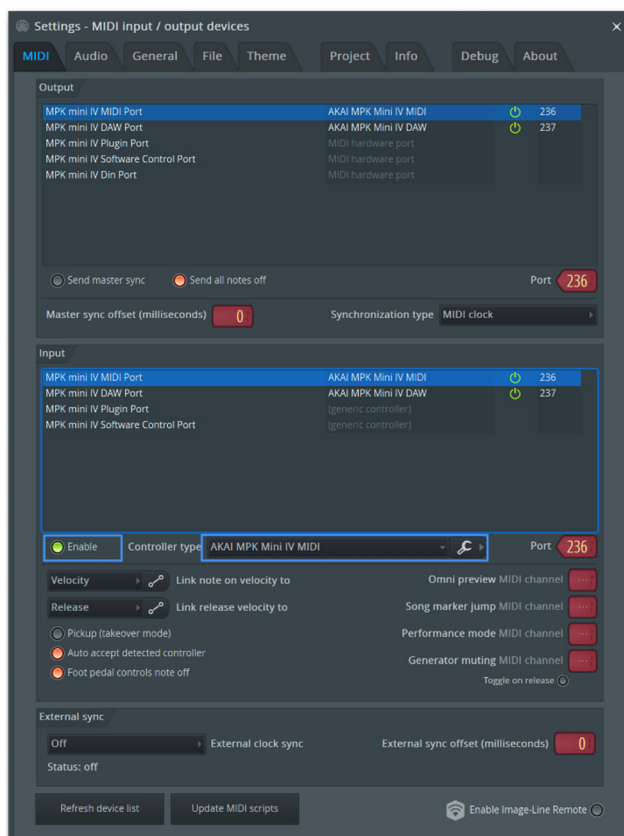 Settings - MIDI input / output devices
MIDI Audio General File Theme Project Info Debug About
Output
MPK mini IV MIDI Port AKAI MPK Mini IV MIDI 236
MPK mini IV DAW Port AKAI MPK Mini IV DAW 237
MPK mini IV Plugin Port MIDI hardware port
MPK mini IV Software Control Port MIDI hardware port
MPK mini IV Din Port MIDI hardware port
Send master sync Send all notes off Port 236
Master sync offset (milliseconds) 0 Synchronization type MIDI clock
Input
MPK mini IV MIDI Port AKAI MPK Mini IV MIDI 236
MPK mini IV DAW Port AKAI MPK Mini IV DAW 237
MPK mini IV Plugin Port (generic controller)
MPK mini IV Software Control Port (generic controller)
Enable Controller type AKAI MPK Mini IV MIDI Port 236
Velocity Link note on velocity to Omni preview MIDI channel ---
Release Link release velocity to Song marker jump MIDI channel ---
Pickup (takeover mode) Performance mode MIDI channel ---
Auto accept detected controller Generator muting MIDI channel ---
Foot pedal controls note off Toggle on release
External sync
Off External clock sync External sync offset (milliseconds) 0
Status: off
Refresh device list Update MIDI scripts Enable Image-Line Remote